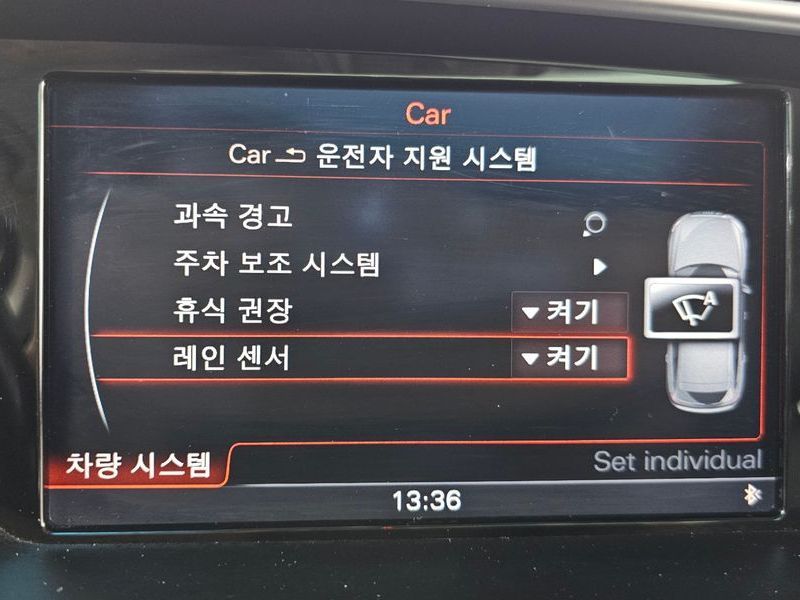 Car
Car 운전자 지원 시스템
과속 경고
주차 보조 시스템
휴식 권장 켜기
레인 센서 켜기
A
차량 시스템 Set individual
13:36